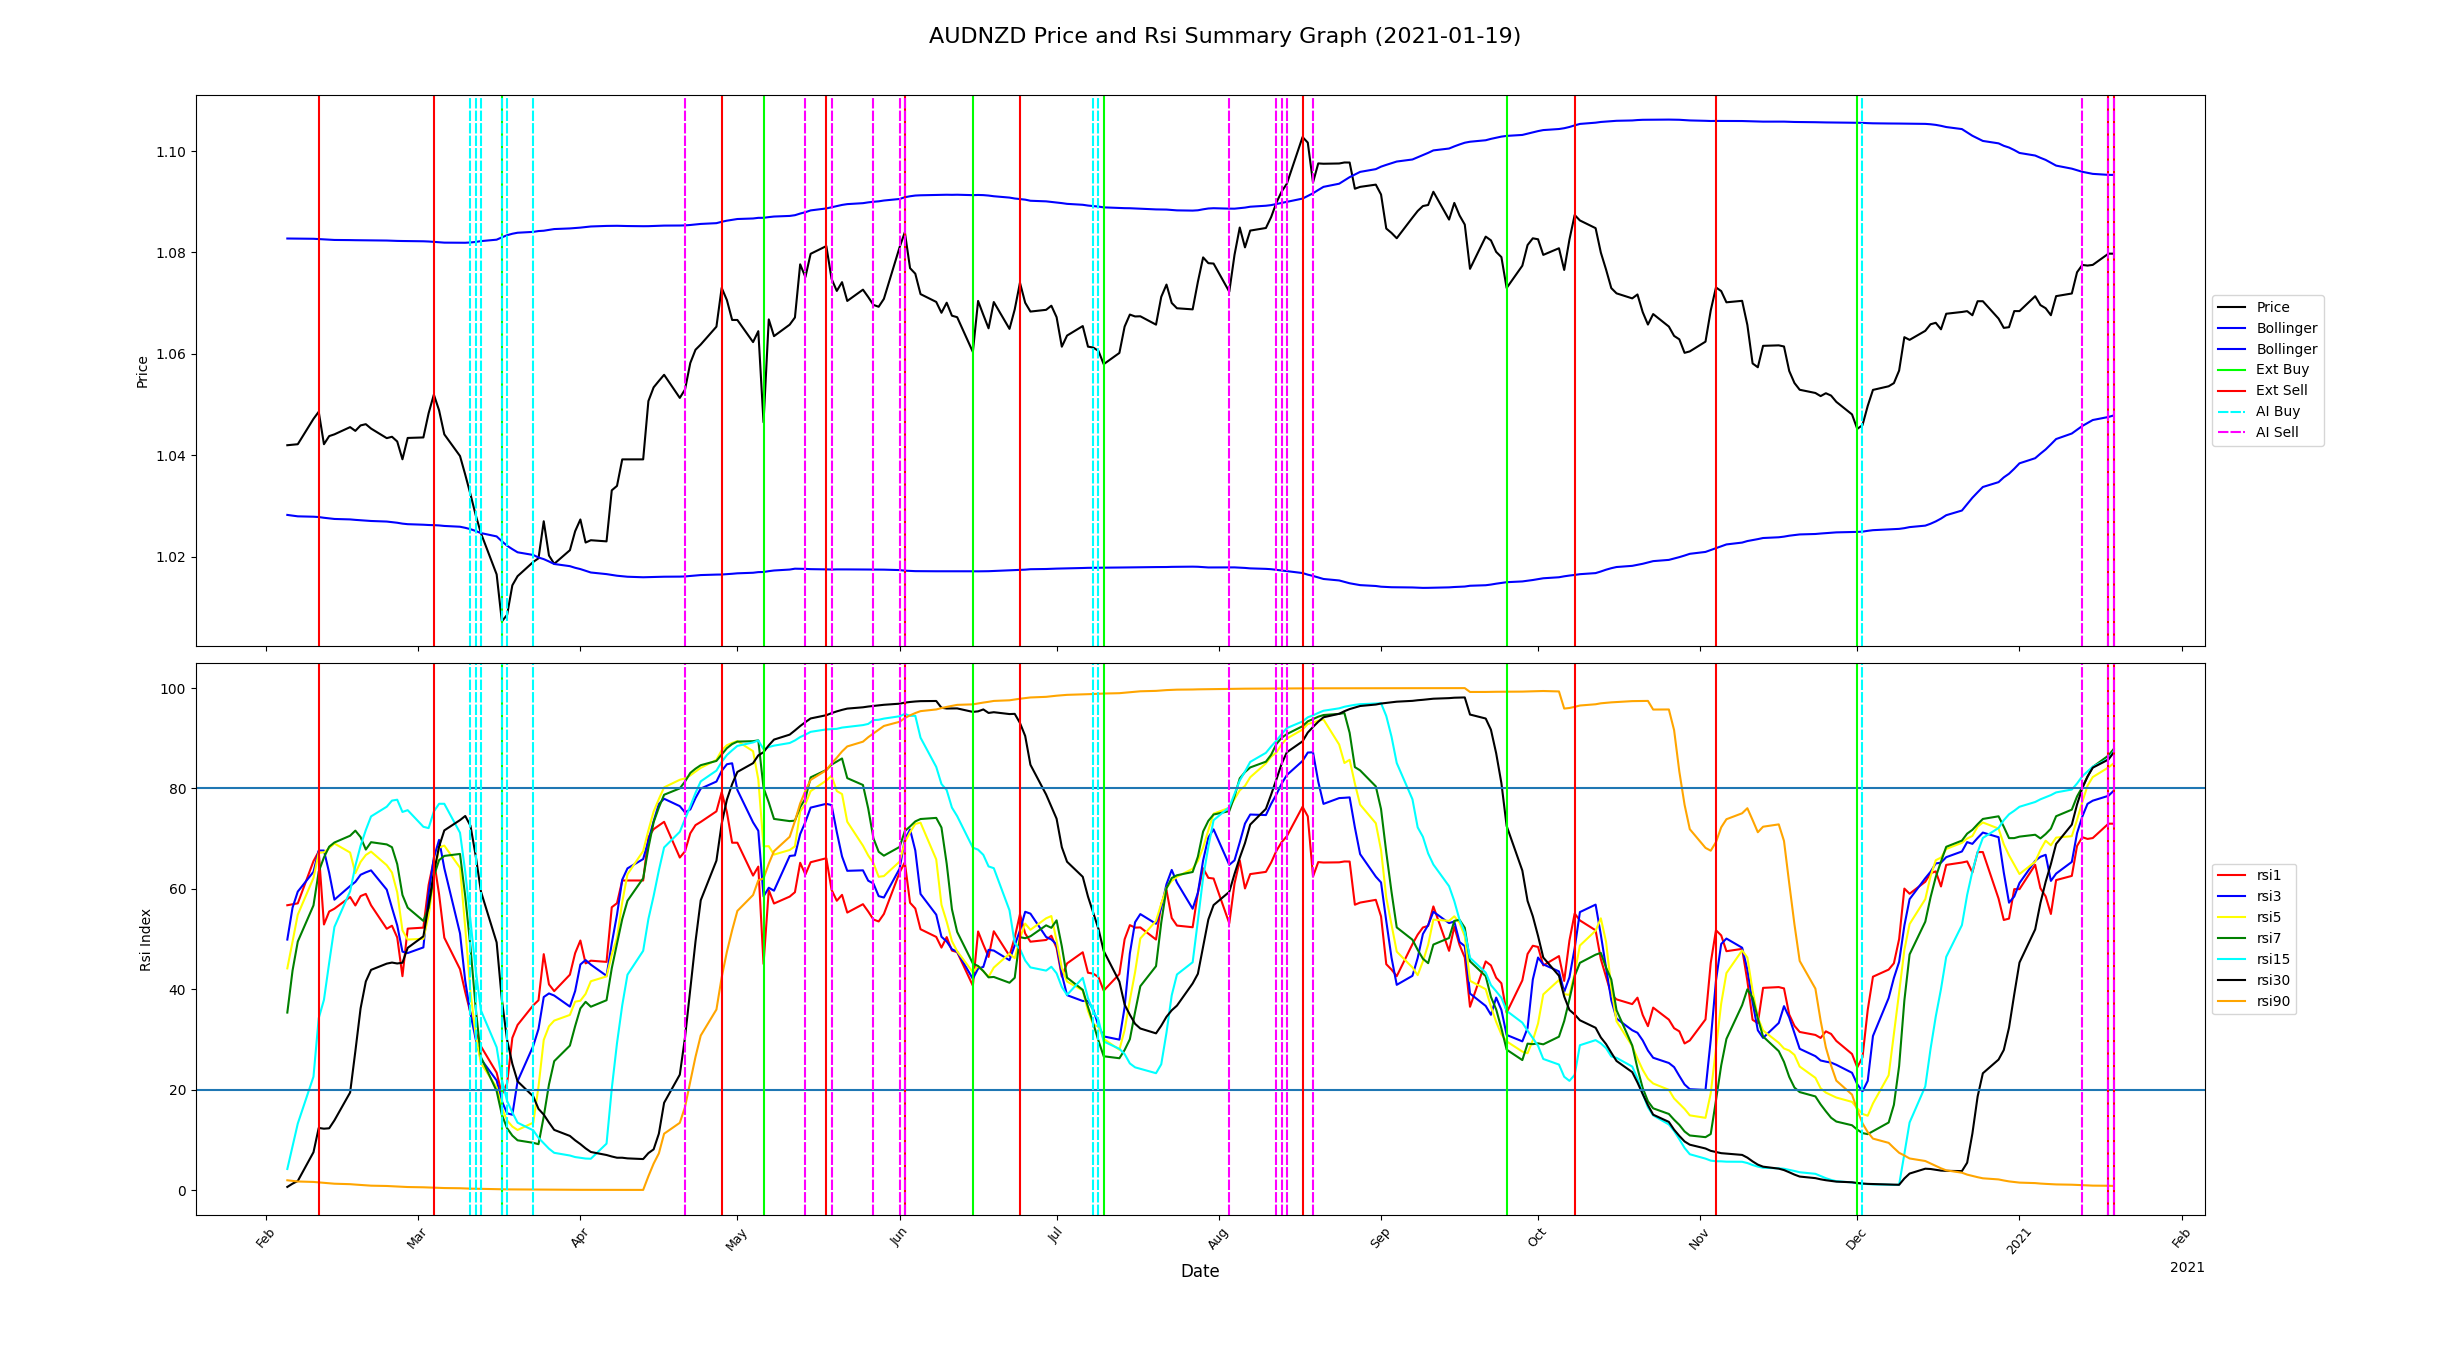 AUDNZD Price and Rsi Summary Graph (2021-01-19)
Price
1.10
1.08
1.06
1.04
1.02
Price
Bollinger
Bollinger
Ext Buy
Ext Sell
AI Buy
AI Sell
Rsi Index
100
80
60
40
20
0
rsi1
rsi3
rsi5
rsi7
rsi15
rsi30
rsi90
Feb
Mar
Apr
May
Jun
Jul
Aug
Sep
Oct
Nov
Dec
2021
Feb
Date
2021